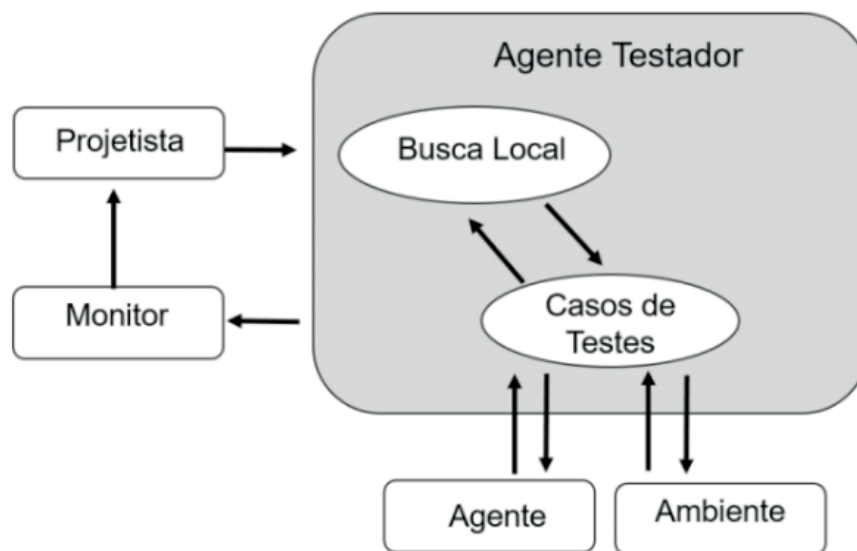 Agente Testador
Projetista
Busca Local
Monitor
Casos de
Testes
Agente
Ambiente